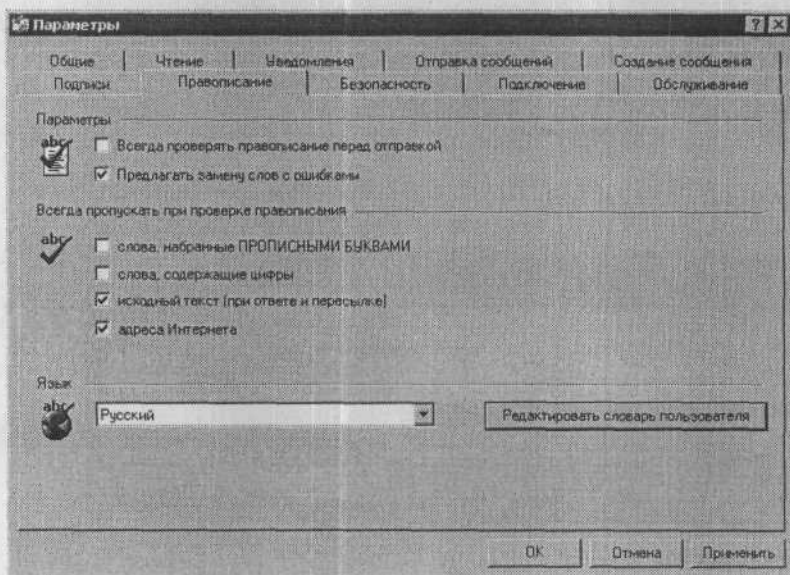 Параметры
Общие Чтение Уведомления Отправка сообщений Создание сообщения
Подписи Правописание Безопасность Подключение Обслуживание
Параметры
Всегда проверять правописание перед отправкой
Предлагать замену слов с ошибками
Всегда пропускать при проверке правописания
слова, набранные ПРОПИСНЫМИ БУКВАМИ
слова, содержащие цифры
исходный текст (при ответе и пересылке)
адреса Интернета
Язык
Русский Редактировать словарь пользователя
ОК Отмена Применить